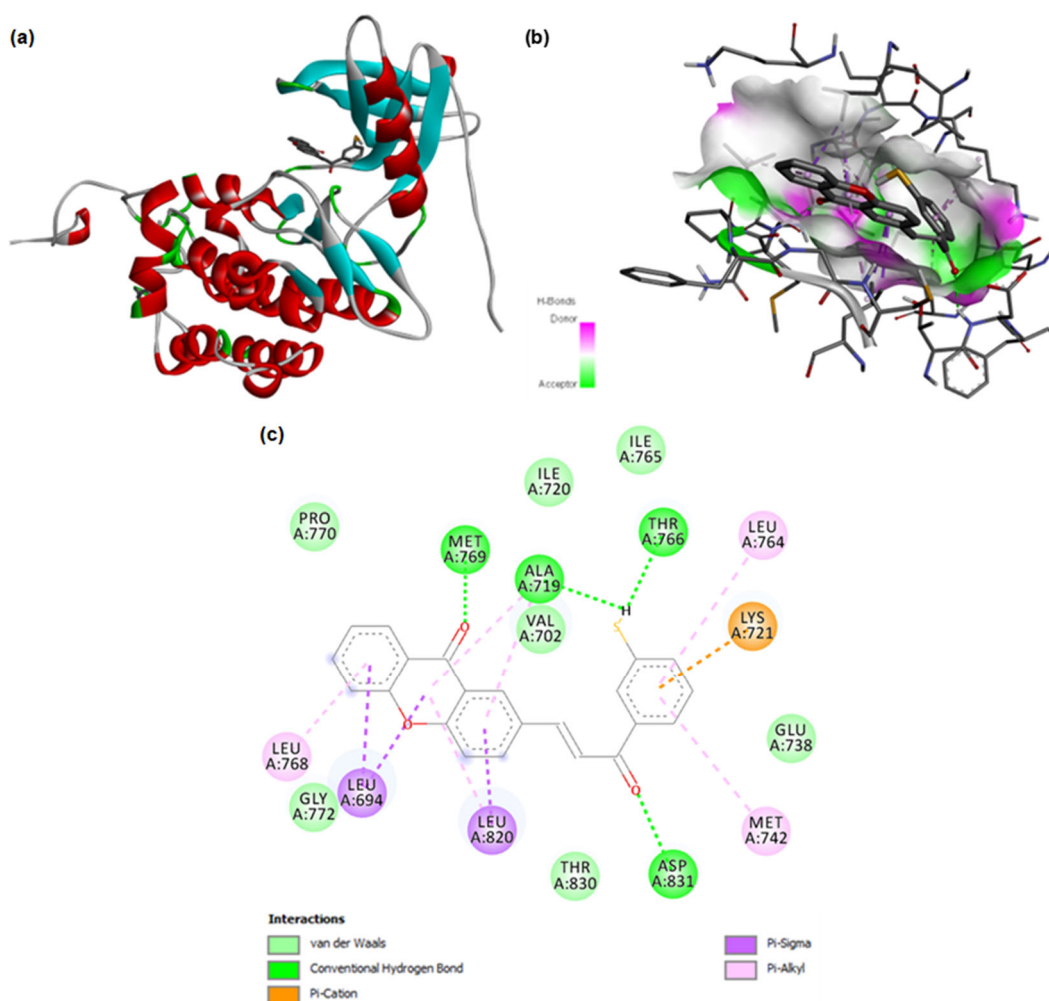 (a)
(b)
H-Bonds
Donor
Acceptor
(c)
ILE
A:765
ILE
A:720
PRO
A:770
MET
A:769
THR
A:766
LEU
A:764
ALA
A:719
H
S
LYS
A:721
VAL
A:702
O
O
GLU
A:738
LEU
A:768
GLY
A:772
LEU
A:694
O
LEU
A:820
MET
A:742
THR
A:830
ASP
A:831
Interactions
van der Waals
Conventional Hydrogen Bond
Pi-Cation
Pi-Sigma
Pi-Alkyl